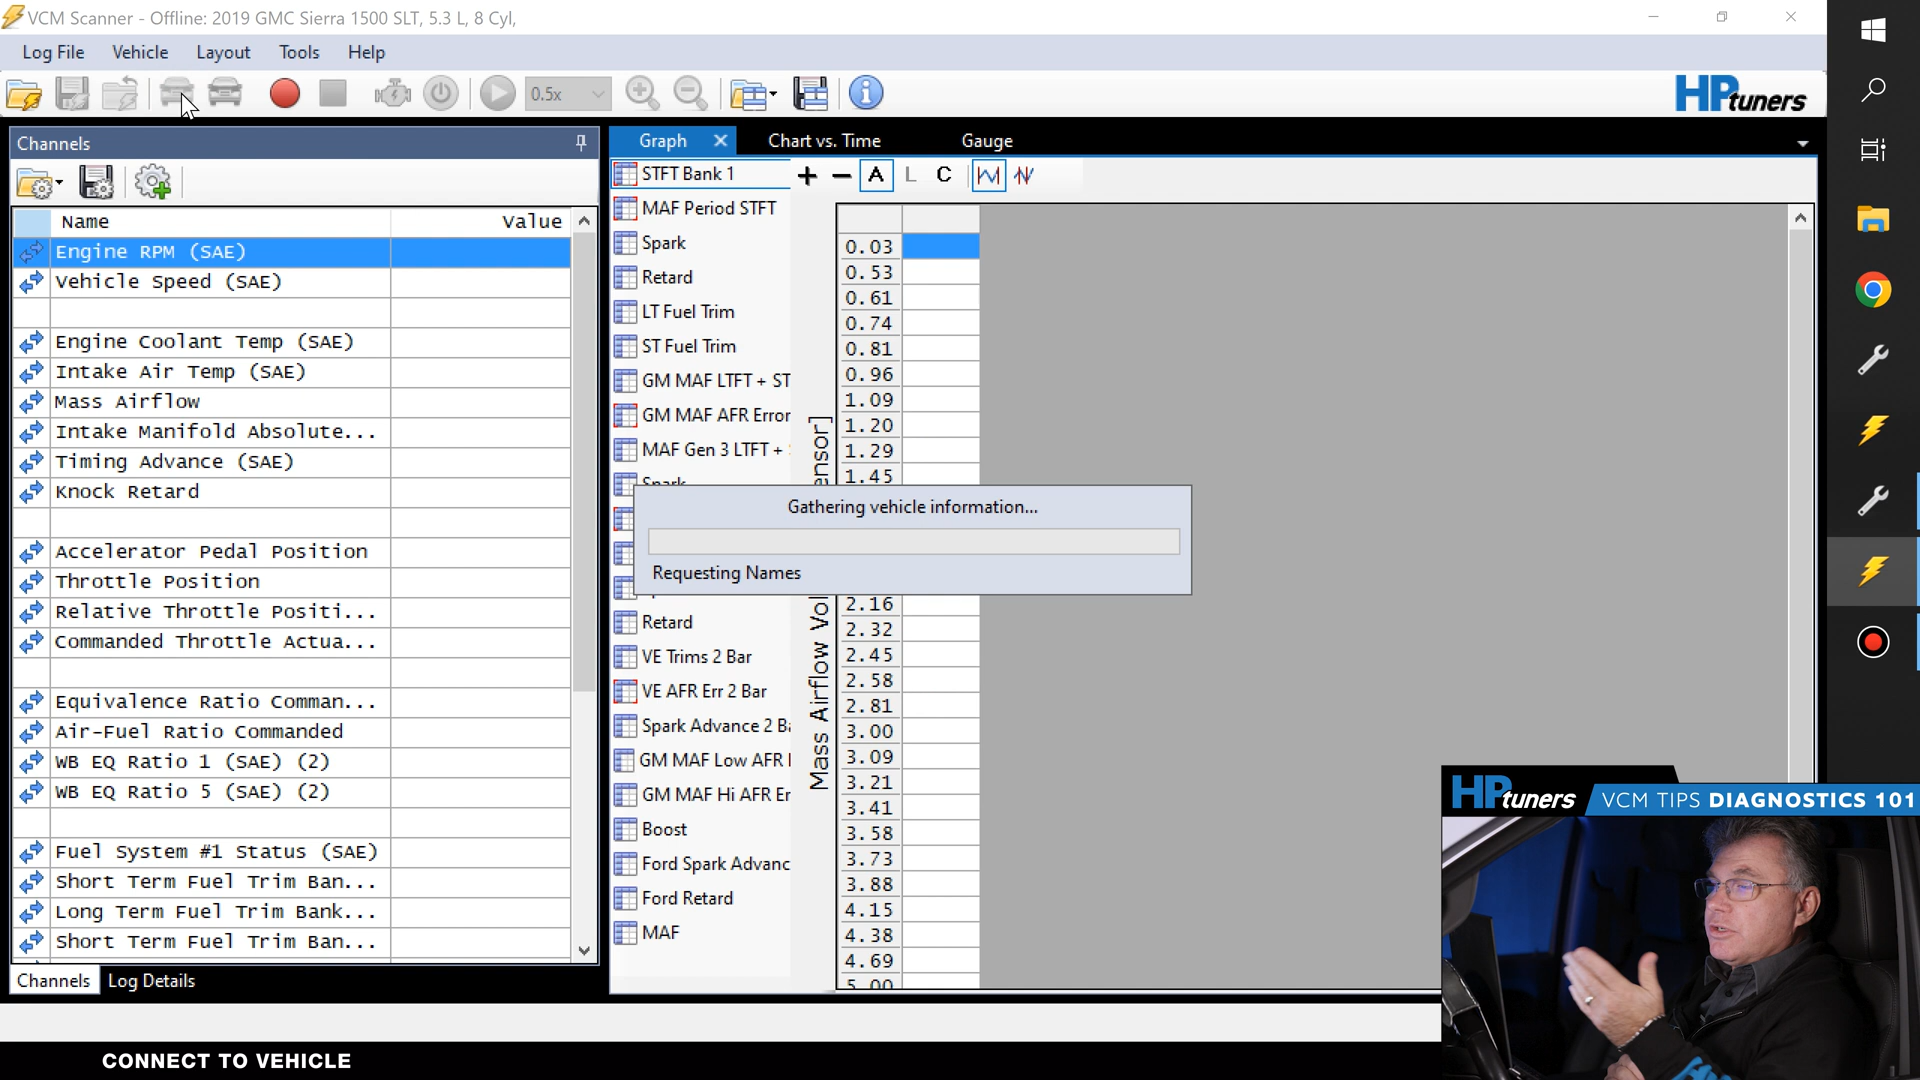 VCM Scanner - Offline: 2019 GMC Sierra 1500 SLT, 5.3 L, 8 Cyl,
Log File Vehicle Layout Tools Help
0.5x
HPtuners
Channels
Name Value
Engine RPM (SAE)
Vehicle Speed (SAE)
Engine Coolant Temp (SAE)
Intake Air Temp (SAE)
Mass Airflow
Intake Manifold Absolute...
Timing Advance (SAE)
Knock Retard
Accelerator Pedal Position
Throttle Position
Relative Throttle Positi...
Commanded Throttle Actua...
Equivalence Ratio Comman...
Air-Fuel Ratio Commanded
WB EQ Ratio 1 (SAE) (2)
WB EQ Ratio 5 (SAE) (2)
Fuel System #1 Status (SAE)
Short Term Fuel Trim Ban...
Long Term Fuel Trim Bank...
Short Term Fuel Trim Ban...
Channels Log Details
Graph Chart vs. Time Gauge
A L C
STFT Bank 1
MAF Period STFT
Spark
Retard
LT Fuel Trim
ST Fuel Trim
GM MAF LTFT + ST
GM MAF AFR Error
MAF Gen 3 LTFT +
Spark
Retard
VE Trims 2 Bar
VE AFR Err 2 Bar
Spark Advance 2 Ba
GM MAF Low AFR
GM MAF Hi AFR Er
Boost
Ford Spark Advanc
Ford Retard
MAF
Mass Airflow Vol
ensor]
0.03
0.53
0.61
0.74
0.81
0.96
1.09
1.20
1.29
1.45
2.16
2.32
2.45
2.58
2.81
3.00
3.09
3.21
3.41
3.58
3.73
3.88
4.15
4.38
4.69
5.00
Gathering vehicle information...
Requesting Names
HPtuners VCM TIPS DIAGNOSTICS 101
CONNECT TO VEHICLE